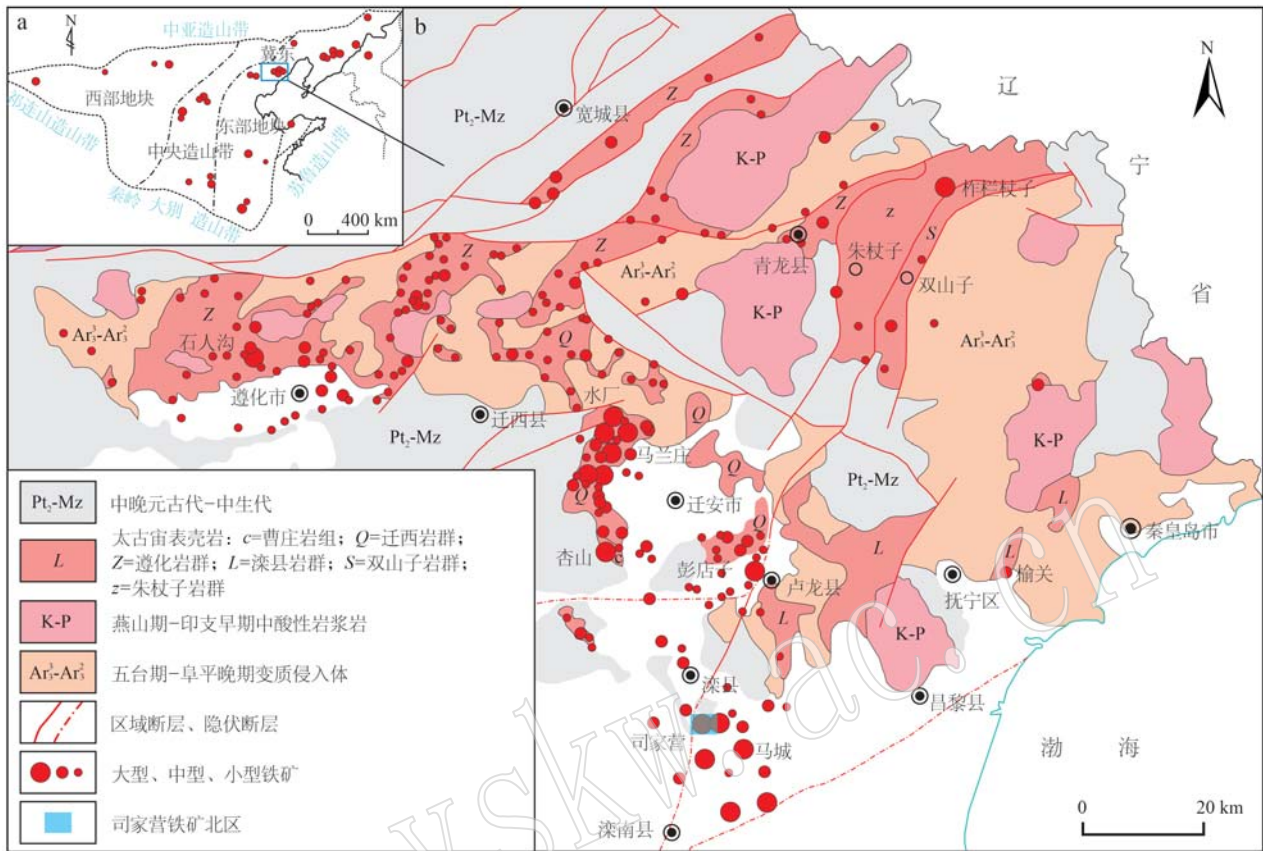 a
N
中亚造山带
冀东
西部地块
祁连山造山带
东部地块
中央造山带
苏鲁造山带
秦岭 大别 造山带
0 400 km
b
N
辽
宁
省
Z
宽城县
Pt₂-Mz
Z
K-P
柞栏杖子
Z
z
朱杖子
S
青龙县
双山子
Ar₃³-Ar₃²
K-P
Z
Z
Z
Ar₃³-Ar₃²
石人沟
Ar₃³-Ar₃²
Q
遵化市
水厂
迁西县
Q
Pt₂-Mz
马兰庄
Q
K-P
Pt₂-Mz
Q
迁安市
L
Q
秦皇岛市
L
杏山
c
彭店子
卢龙县
L
榆关
抚宁区
L
K-P
滦县
昌黎县
司家营
马城
渤 海
滦南县
0 20 km
Pt₂-Mz 中晚元古代-中生代
L 太古宙表壳岩：c=曹庄岩组；Q=迁西岩群；
Z=遵化岩群；L=滦县岩群；S=双山子岩群；
z=朱杖子岩群
K-P 燕山期-印支早期中酸性岩浆岩
Ar₃³-Ar₃² 五台期-阜平晚期变质侵入体
区域断层、隐伏断层
大型、中型、小型铁矿
司家营铁矿北区
vskw.ac.cn